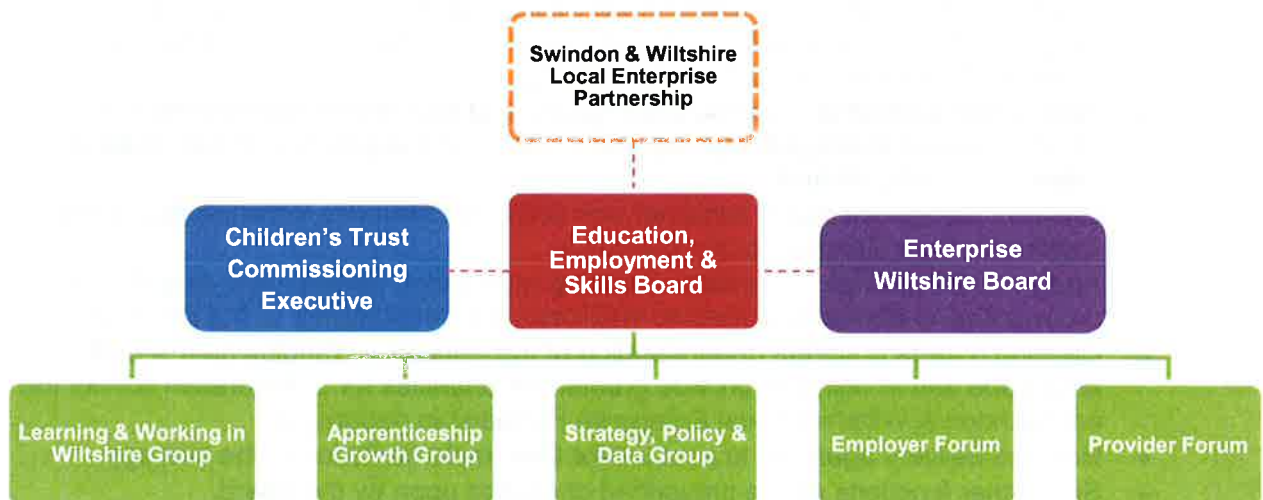 Swindon & Wiltshire
Local Enterprise
Partnership
Children's Trust
Commissioning
Executive
Education,
Employment &
Skills Board
Enterprise
Wiltshire Board
Learning & Working in
Wiltshire Group
Apprenticeship
Growth Group
Strategy, Policy &
Data Group
Employer Forum
Provider Forum